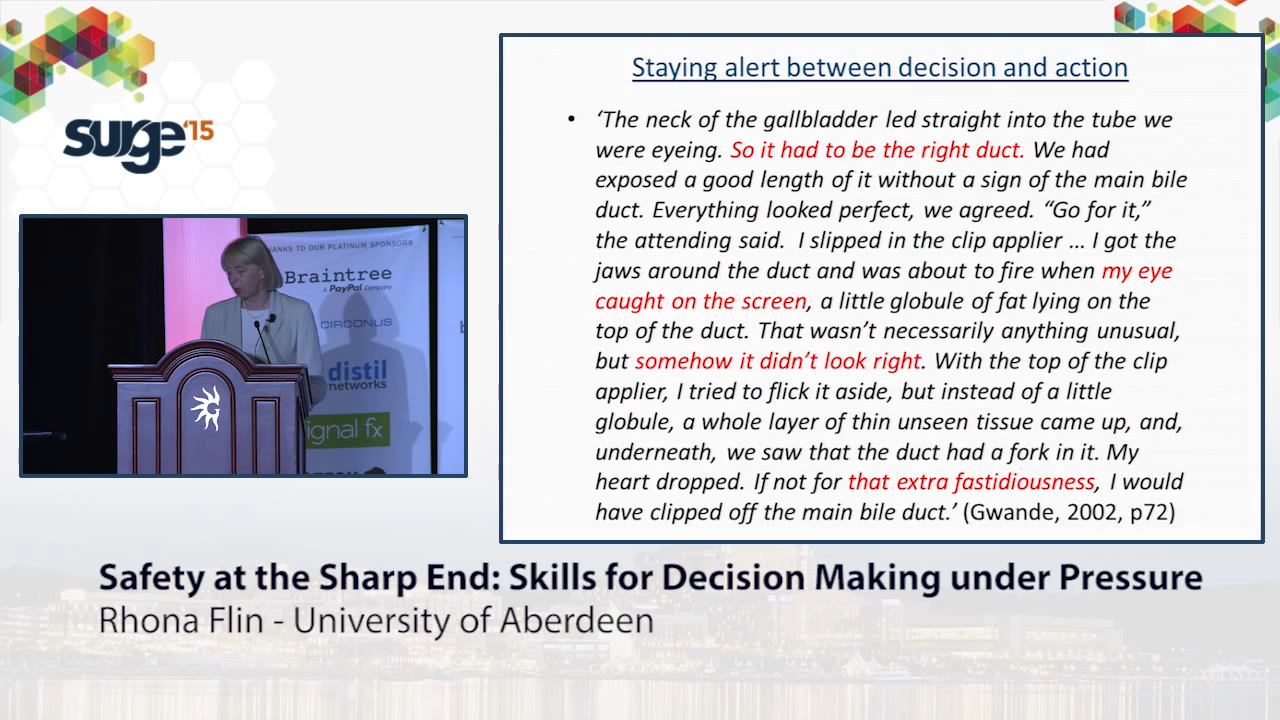 surge '15
THANKS TO OUR PLATINUM SPONSORS
Braintree
A PayPal Company
CIRCONUS
distil
networks
signal fx
Staying alert between decision and action
• ‘The neck of the gallbladder led straight into the tube we
were eyeing. So it had to be the right duct. We had
exposed a good length of it without a sign of the main bile
duct. Everything looked perfect, we agreed. “Go for it,”
the attending said. I slipped in the clip applier … I got the
jaws around the duct and was about to fire when my eye
caught on the screen, a little globule of fat lying on the
top of the duct. That wasn’t necessarily anything unusual,
but somehow it didn’t look right. With the top of the clip
applier, I tried to flick it aside, but instead of a little
globule, a whole layer of thin unseen tissue came up, and,
underneath, we saw that the duct had a fork in it. My
heart dropped. If not for that extra fastidiousness, I would
have clipped off the main bile duct.’ (Gwande, 2002, p72)
Safety at the Sharp End: Skills for Decision Making under Pressure
Rhona Flin - University of Aberdeen